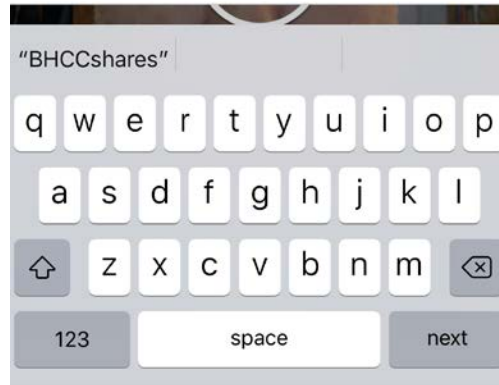 “BHCCshares”
q w e r t y u i o p
a s d f g h j k l
z x c v b n m
123 space next